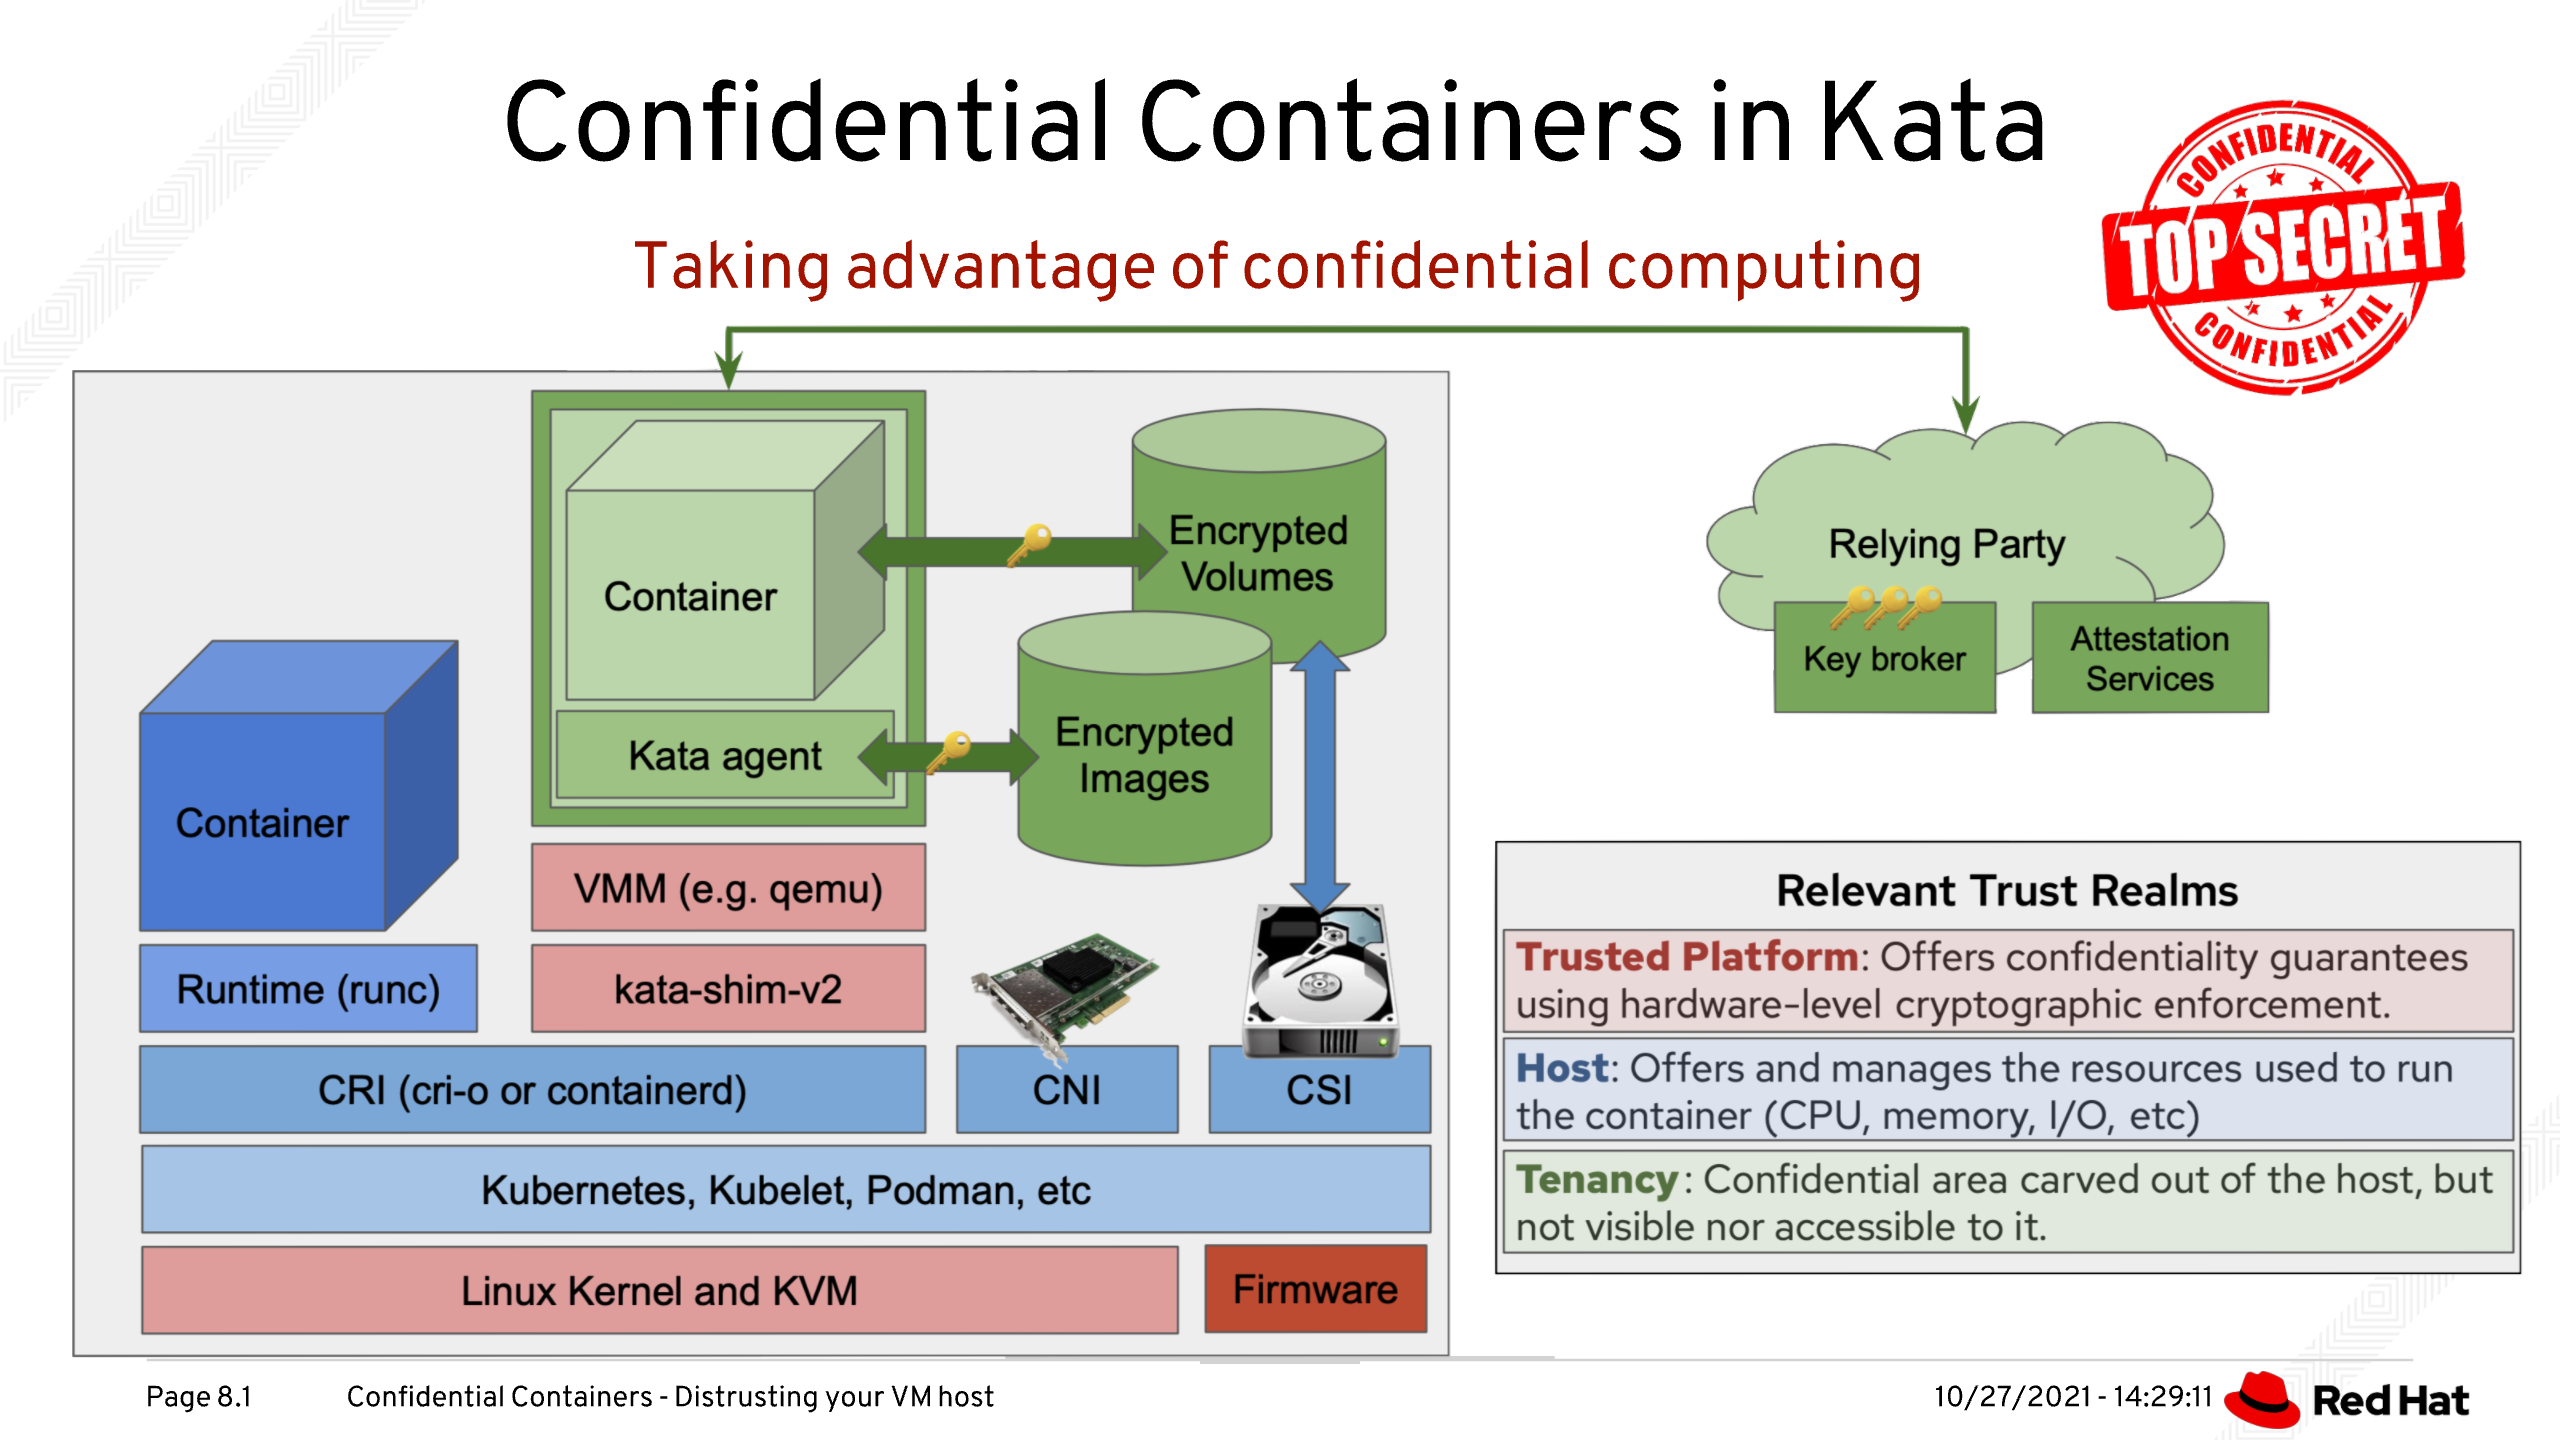 Confidential Containers in Kata
Taking advantage of confidential computing
CONFIDENTIAL
TOP SECRET
CONFIDENTIAL
Container
Kata agent
Encrypted
Volumes
Encrypted
Images
Relying Party
Key broker
Attestation
Services
Container
VMM (e.g. qemu)
Runtime (runc)
kata-shim-v2
CRI (cri-o or containerd)
CNI
CSI
Kubernetes, Kubelet, Podman, etc
Linux Kernel and KVM
Firmware
Relevant Trust Realms
Trusted Platform: Offers confidentiality guarantees
using hardware-level cryptographic enforcement.
Host: Offers and manages the resources used to run
the container (CPU, memory, I/O, etc)
Tenancy: Confidential area carved out of the host, but
not visible nor accessible to it.
Page 8.1
Confidential Containers - Distrusting your VM host
10/27/2021 - 14:29:11
Red Hat